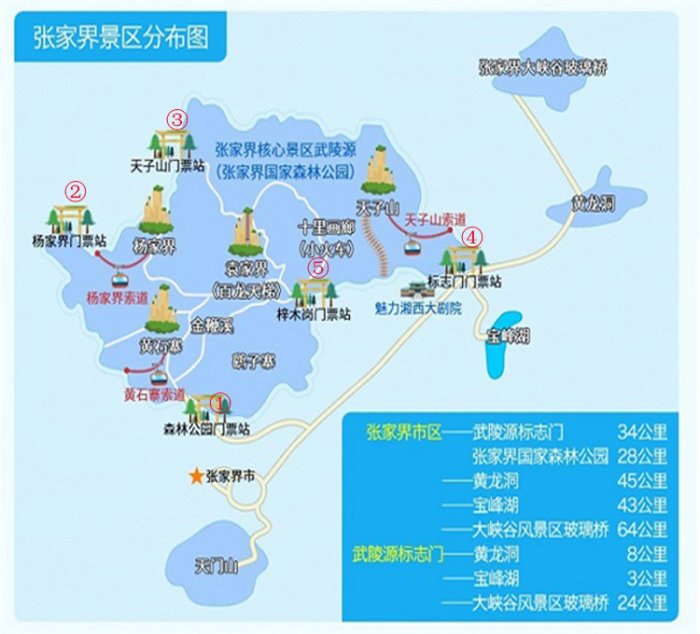 张家界景区分布图
张家界大峡谷玻璃桥
③
天子山门票站
张家界核心景区武陵源
（张家界国家森林公园）
②
杨家界门票站
杨家界
天子山
黄龙洞
天子山索道
十里画廊
（小火车）
④
标志门门票站
袁家界
（百龙天梯）
⑤
梓木岗门票站
杨家界索道
魅力湘西大剧院
金鞭溪
黄石寨
宝峰湖
鹞子寨
黄石寨索道
①
森林公园门票站
张家界市
天门山
张家界市区——武陵源标志门 34公里
张家界国家森林公园 28公里
——黄龙洞 45公里
——宝峰湖 43公里
——大峡谷风景区玻璃桥 64公里
武陵源标志门——黄龙洞 8公里
——宝峰湖 3公里
——大峡谷风景区玻璃桥 24公里